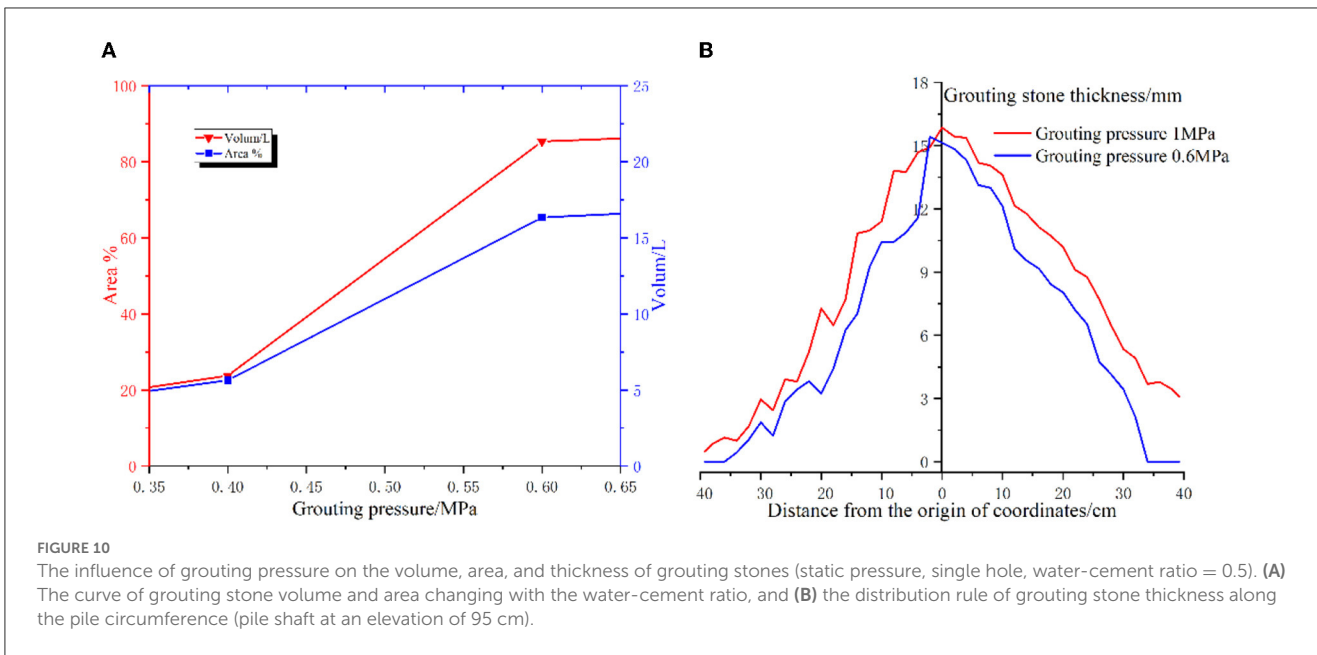 A
B
100
80
60
40
20
0
Area %
Volum/L
Area %
25
20
15
10
5
0
Volum/L
0.35
0.40
0.45
0.50
0.55
0.60
0.65
Grouting pressure/MPa
18
15
12
9
6
3
0
Grouting stone thickness/mm
Grouting pressure 1MPa
Grouting pressure 0.6MPa
40
30
20
10
0
10
20
30
40
Distance from the origin of coordinates/cm
FIGURE 10
The influence of grouting pressure on the volume, area, and thickness of grouting stones (static pressure, single hole, water-cement ratio = 0.5). (A)
The curve of grouting stone volume and area changing with the water-cement ratio, and (B) the distribution rule of grouting stone thickness along
the pile circumference (pile shaft at an elevation of 95 cm).